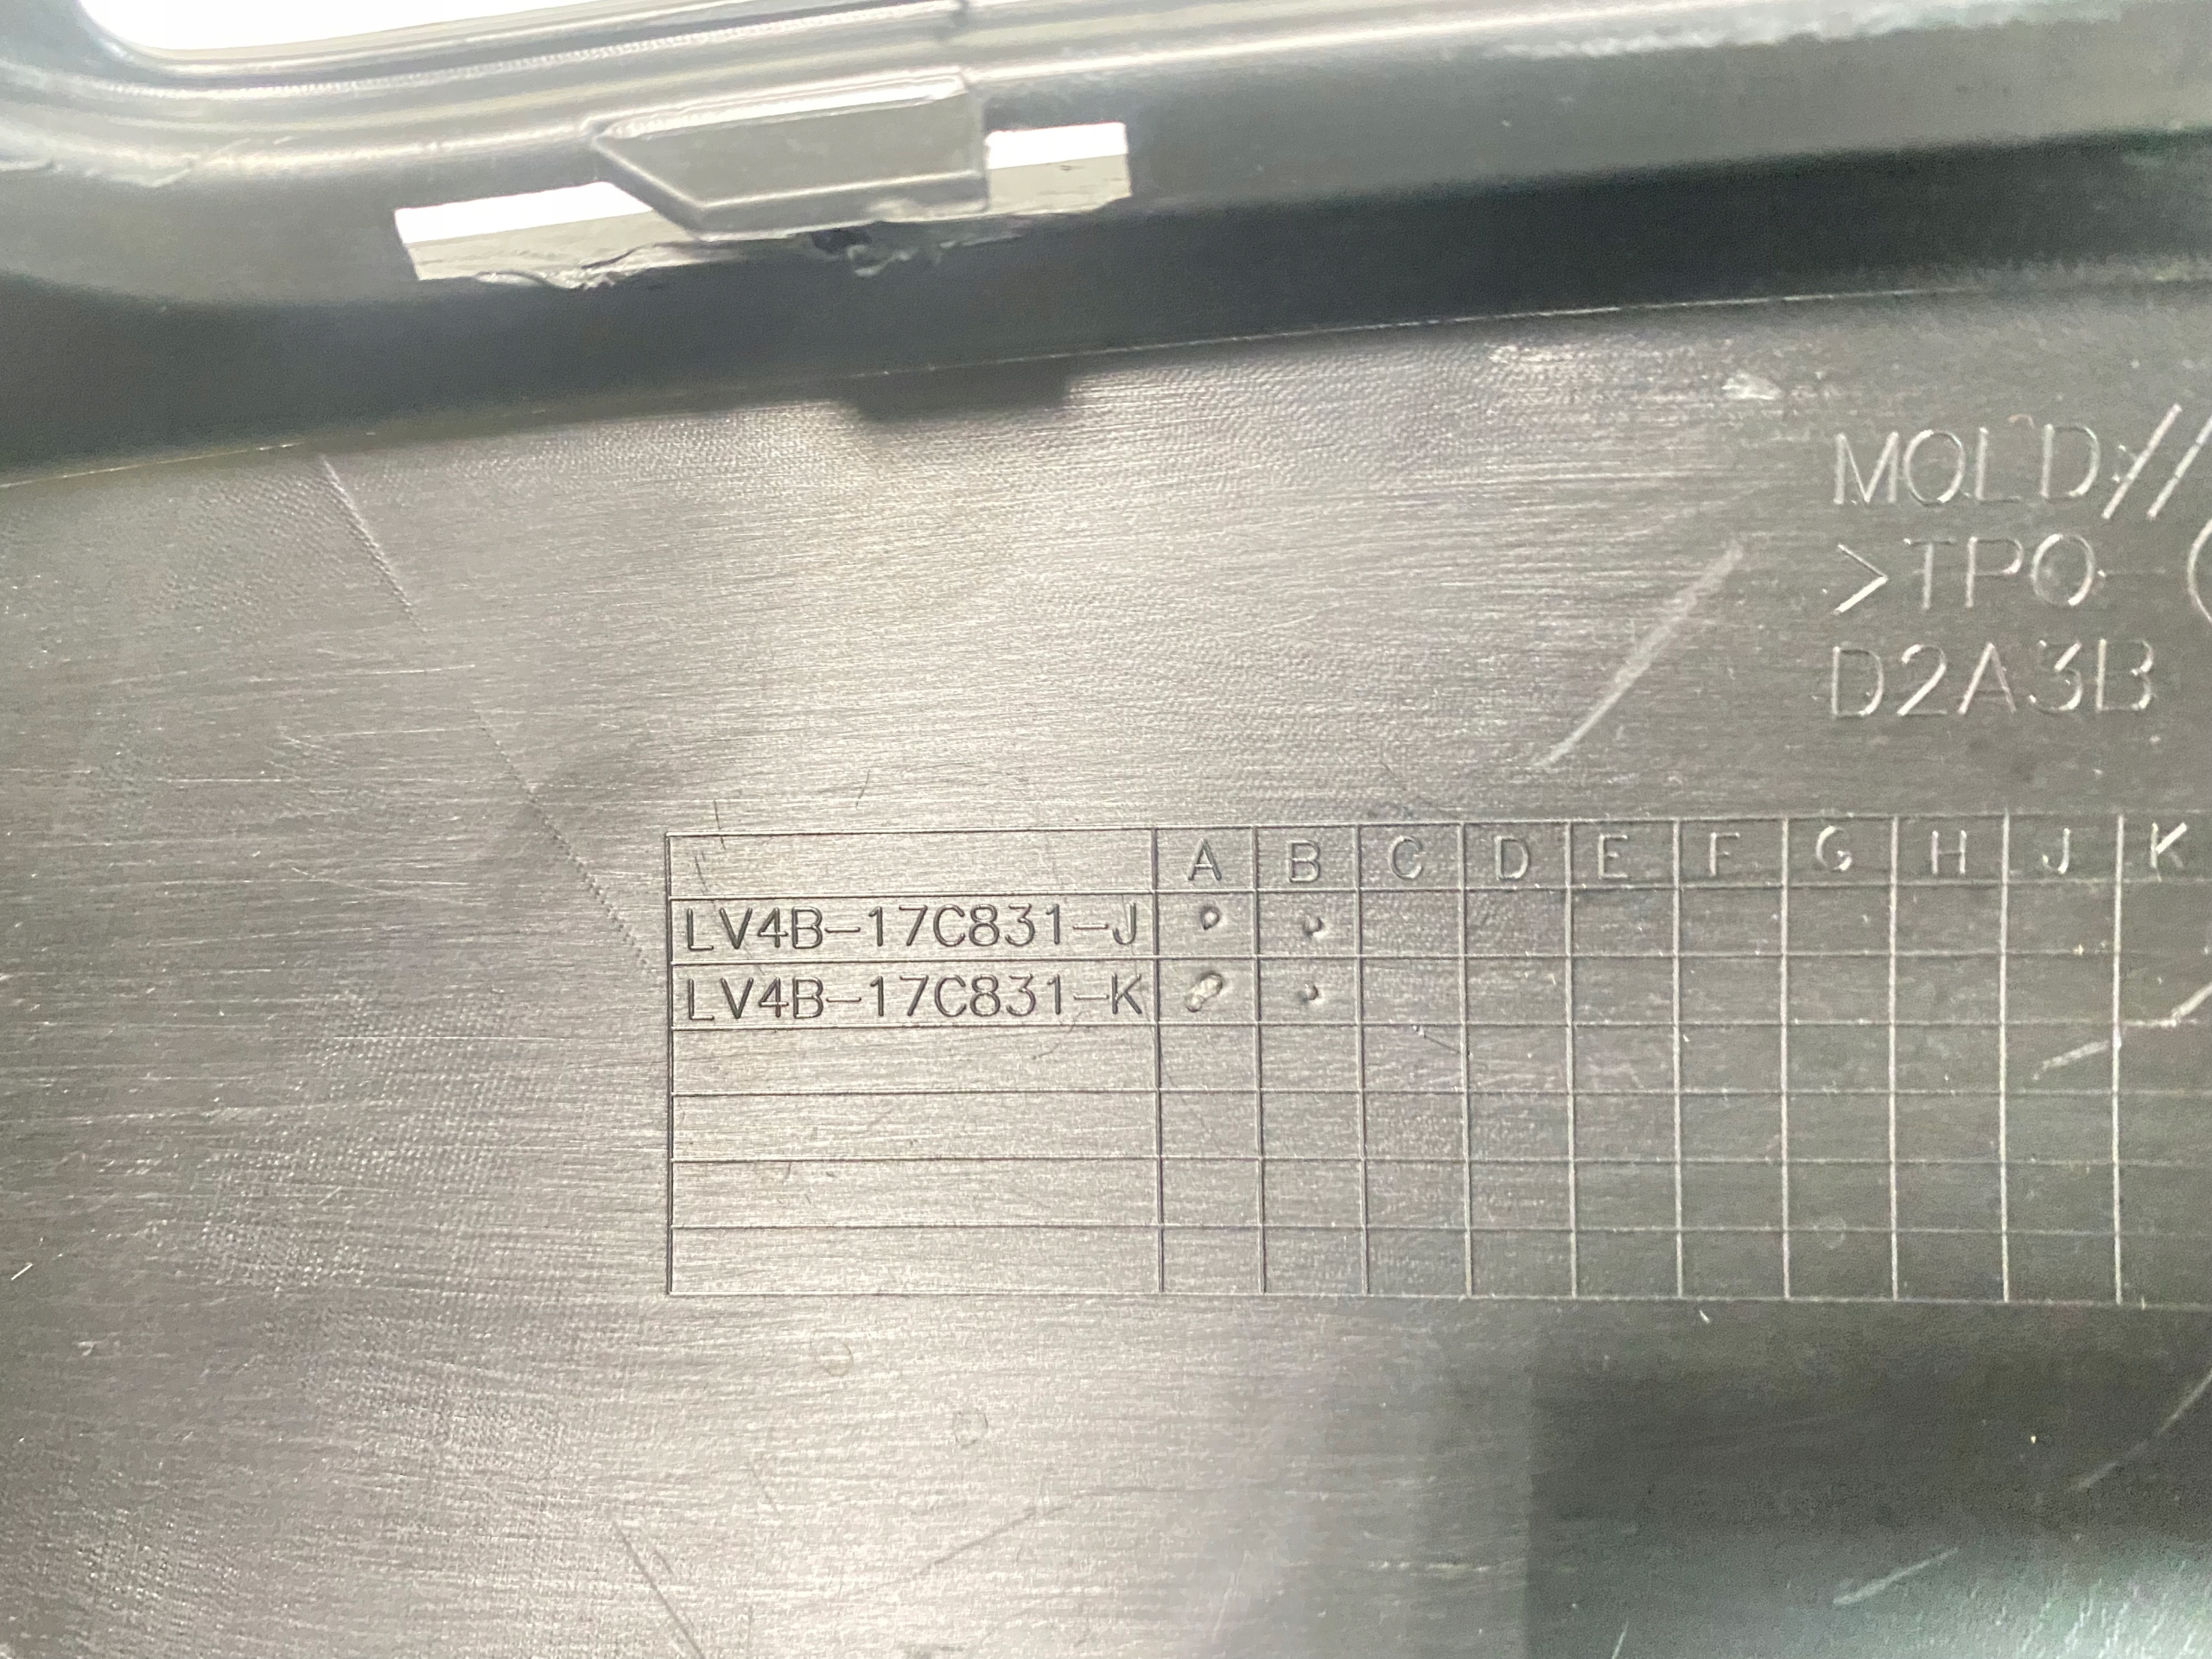 MOLD//
>TPO
D2A3B
A B C D E F G H J K
LV4B-17C831-J
LV4B-17C831-K